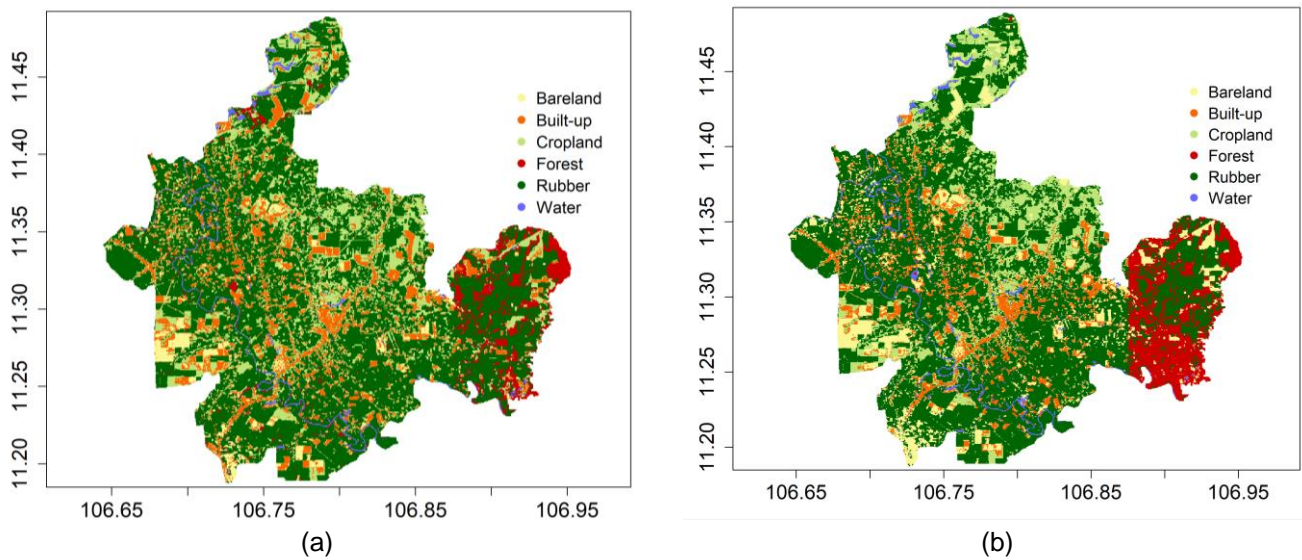 11.45
11.40
11.35
11.30
11.25
11.20
Bareland
Built-up
Cropland
Forest
Rubber
Water
106.65
106.75
106.85
106.95
(a)
11.45
11.40
11.35
11.30
11.25
11.20
Bareland
Built-up
Cropland
Forest
Rubber
Water
106.65
106.75
106.85
106.95
(b)